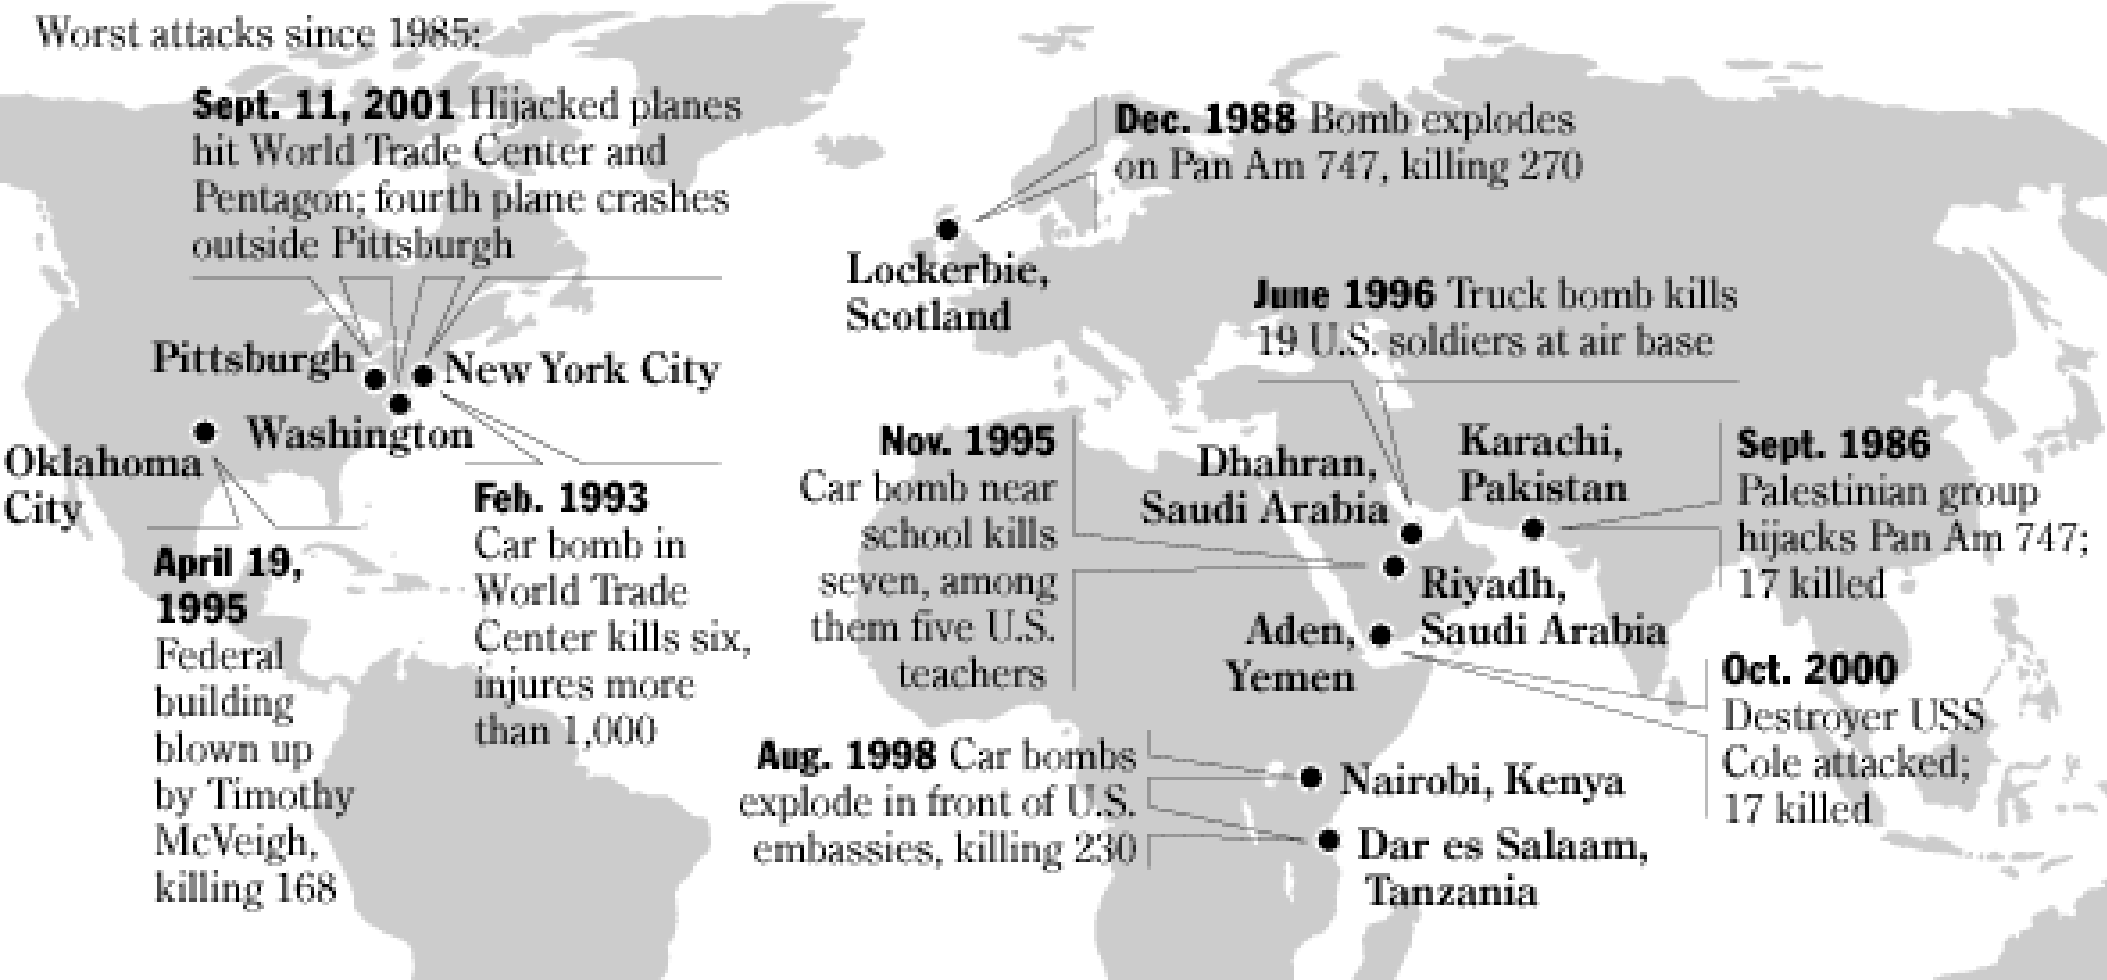 Worst attacks since 1985:
Sept. 11, 2001 Hijacked planes
hit World Trade Center and
Pentagon; fourth plane crashes
outside Pittsburgh
Pittsburgh
New York City
Washington
Oklahoma
City
April 19,
1995
Federal
building
blown up
by Timothy
McVeigh,
killing 168
Feb. 1993
Car bomb in
World Trade
Center kills six,
injures more
than 1,000
Dec. 1988 Bomb explodes
on Pan Am 747, killing 270
Lockerbie,
Scotland
June 1996 Truck bomb kills
19 U.S. soldiers at air base
Dhahran,
Saudi Arabia
Nov. 1995
Car bomb near
school kills
seven, among
them five U.S.
teachers
Riyadh,
Saudi Arabia
Karachi,
Pakistan
Sept. 1986
Palestinian group
hijacks Pan Am 747;
17 killed
Aden,
Yemen
Oct. 2000
Destroyer USS
Cole attacked;
17 killed
Aug. 1998 Car bombs
explode in front of U.S.
embassies, killing 230
Nairobi, Kenya
Dar es Salaam,
Tanzania